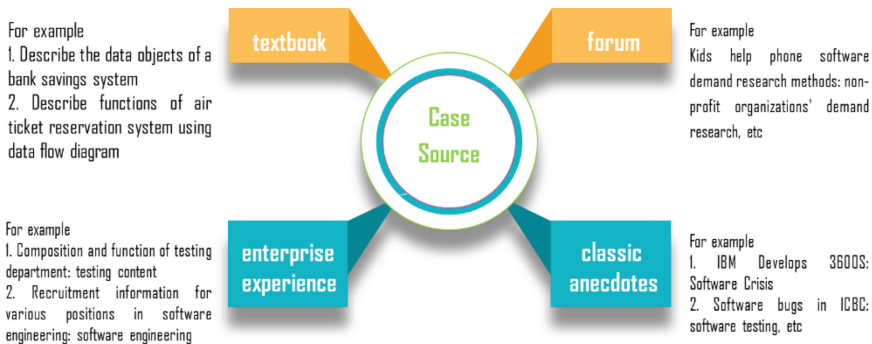 For example
1. Describe the data objects of a
bank savings system
2. Describe functions of air
ticket reservation system using
data flow diagram
textbook
forum
For example
Kids help phone software
demand research methods: non-
profit organizations' demand
research, etc
Case
Source
For example
1. Composition and function of testing
department: testing content
2. Recruitment information for
various positions in software
engineering: software engineering
enterprise
experience
classic
anecdotes
For example
1. IBM Develops 360OS:
Software Crisis
2. Software bugs in ICBC:
software testing, etc